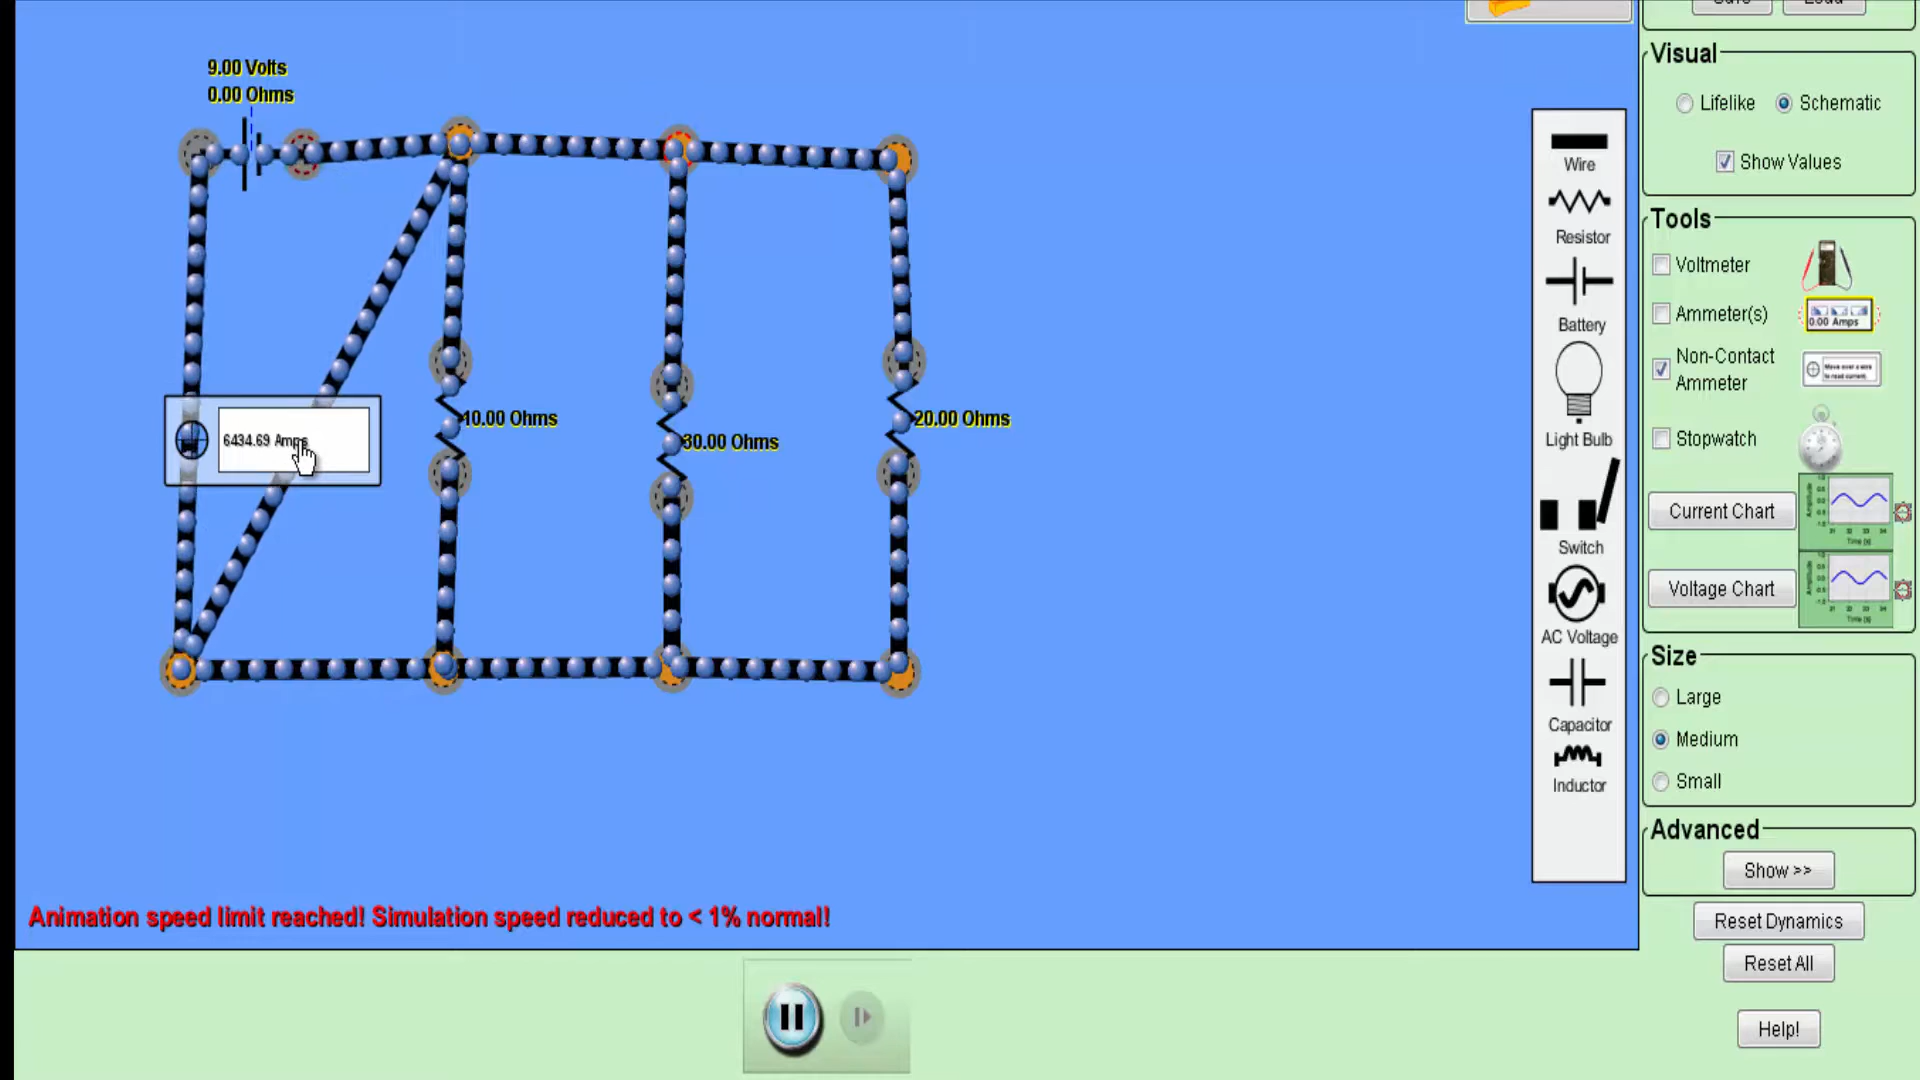 Save Load
Visual
Lifelike Schematic
Show Values
Tools
Voltmeter
Ammeter(s)
0.00 Amps
Non-Contact
Ammeter
Stopwatch
Current Chart
Voltage Chart
Size
Large
Medium
Small
Advanced
Show >>
Reset Dynamics
Reset All
Help!
Wire
Resistor
Battery
Light Bulb
Switch
AC Voltage
Capacitor
Inductor
9.00 Volts
0.00 Ohms
10.00 Ohms
30.00 Ohms
20.00 Ohms
6434.69 Amps
Animation speed limit reached! Simulation speed reduced to < 1% normal!